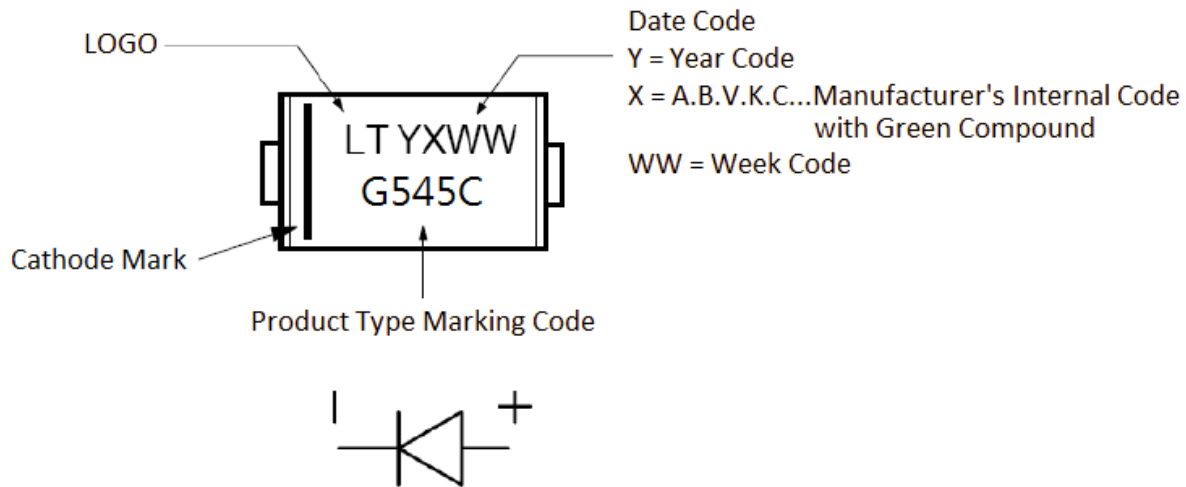 LOGO
Date Code
Y = Year Code
X = A.B.V.K.C...Manufacturer's Internal Code
with Green Compound
WW = Week Code
LT YXWW
G545C
Cathode Mark
Product Type Marking Code
- +